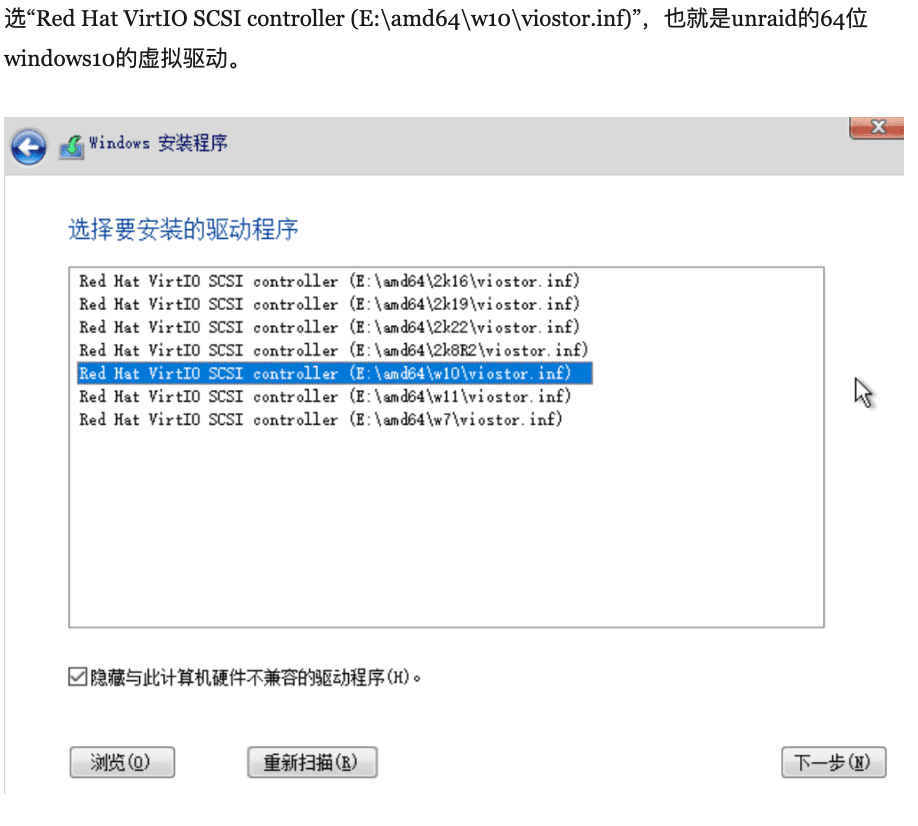 选“Red Hat VirtIO SCSI controller (E:\amd64\w10\viostor.inf)”，也就是unraid的64位
windows10的虚拟驱动。
Windows 安装程序
选择要安装的驱动程序
Red Hat VirtIO SCSI controller (E:\amd64\2k16\viostor.inf)
Red Hat VirtIO SCSI controller (E:\amd64\2k19\viostor.inf)
Red Hat VirtIO SCSI controller (E:\amd64\2k22\viostor.inf)
Red Hat VirtIO SCSI controller (E:\amd64\2k8R2\viostor.inf)
Red Hat VirtIO SCSI controller (E:\amd64\w10\viostor.inf)
Red Hat VirtIO SCSI controller (E:\amd64\w11\viostor.inf)
Red Hat VirtIO SCSI controller (E:\amd64\w7\viostor.inf)
隐藏与此计算机硬件不兼容的驱动程序(H)。
浏览(O) 重新扫描(R) 下一步(N)